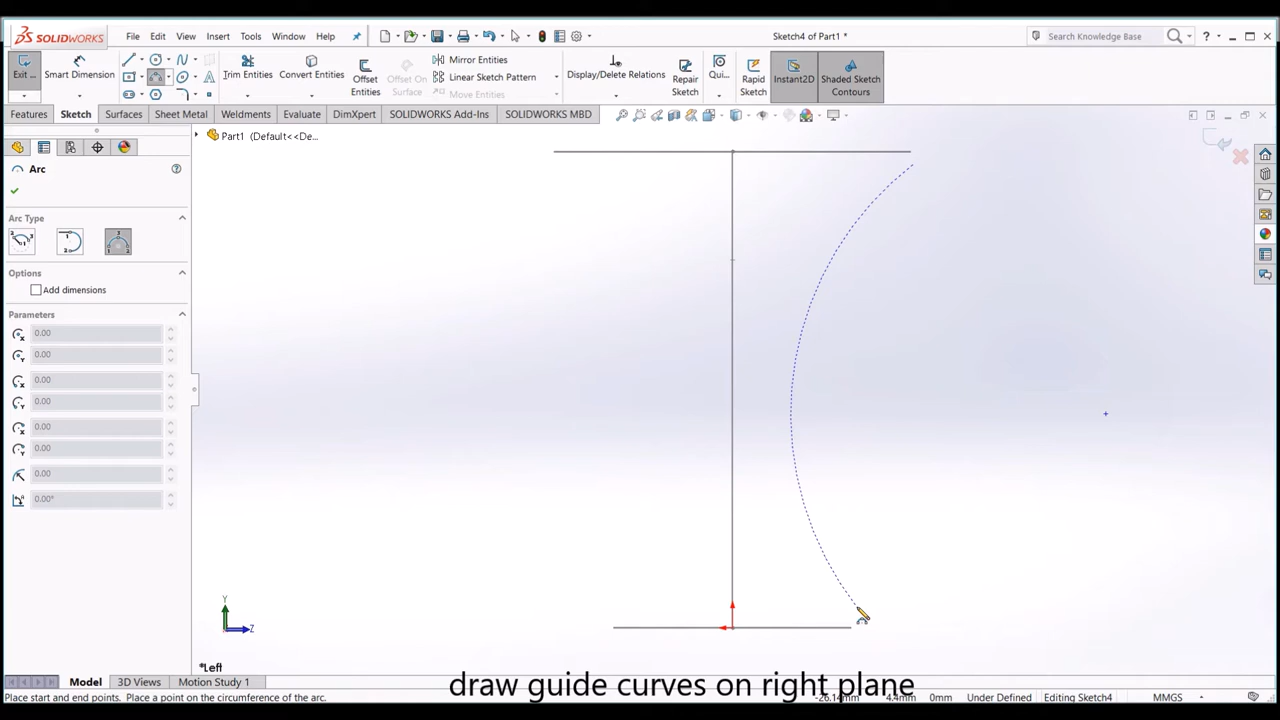 SOLIDWORKS File Edit View Insert Tools Window Help Sketch4 of Part1 * Search Knowledge Base ?
Exit ... Smart Dimension Trim Entities Convert Entities Offset Entities Offset On Surface Mirror Entities Linear Sketch Pattern Move Entities Display/Delete Relations Repair Sketch Qui... Rapid Sketch Instant2D Shaded Sketch Contours
Features Sketch Surfaces Sheet Metal Weldments Evaluate DimXpert SOLIDWORKS Add-Ins SOLIDWORKS MBD
Part1 (Default<<De...
Arc
Arc Type
Options
Add dimensions
Parameters
0.00
0.00
0.00
0.00
0.00
0.00
0.00
0.00°
Y
Z
*Left
Model 3D Views Motion Study 1
draw guide curves on right plane
Place start and end points. Place a point on the circumference of the arc. -26.14mm 4.4mm 0mm Under Defined Editing Sketch4 MMGS